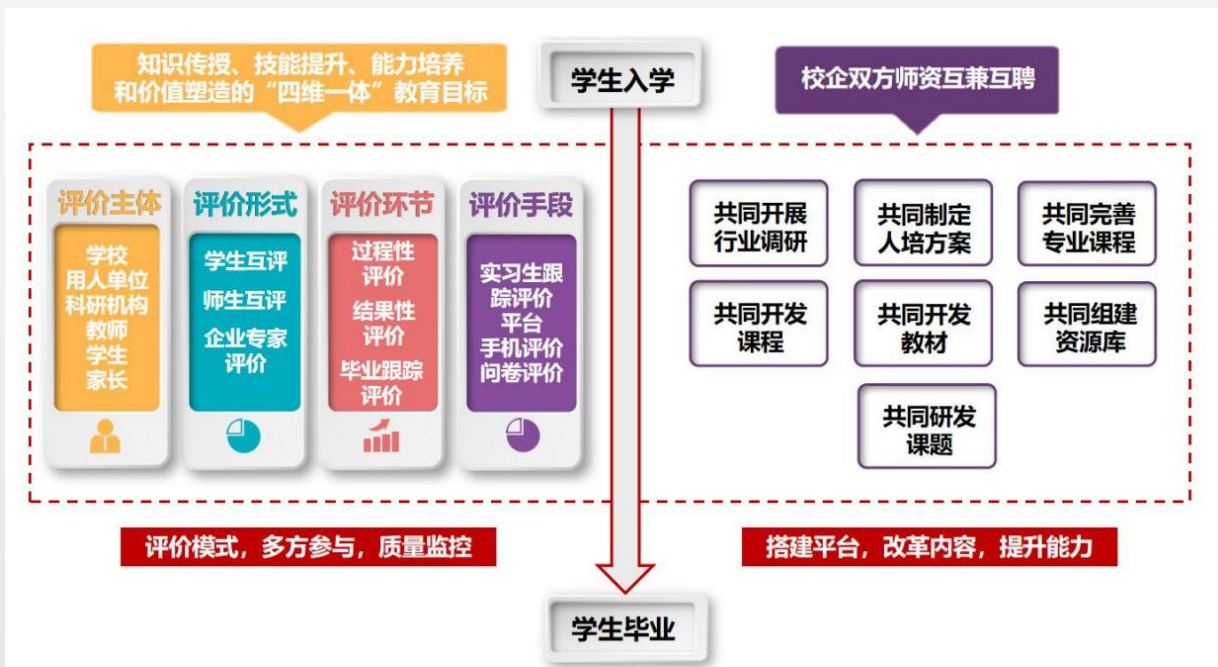 知识传授、技能提升、能力培养
和价值塑造的“四维一体”教育目标
学生入学
校企双方师资互兼互聘
评价主体
学校
用人单位
科研机构
教师
学生
家长
评价形式
学生互评
师生互评
企业专家
评价
评价环节
过程性
评价
结果性
评价
毕业跟踪
评价
评价手段
实习生跟
踪评价
平台
手机评价
问卷评价
共同开展
行业调研
共同制定
人培方案
共同完善
专业课程
共同开发
课程
共同开发
教材
共同组建
资源库
共同研发
课题
评价模式，多方参与，质量监控
搭建平台，改革内容，提升能力
学生毕业